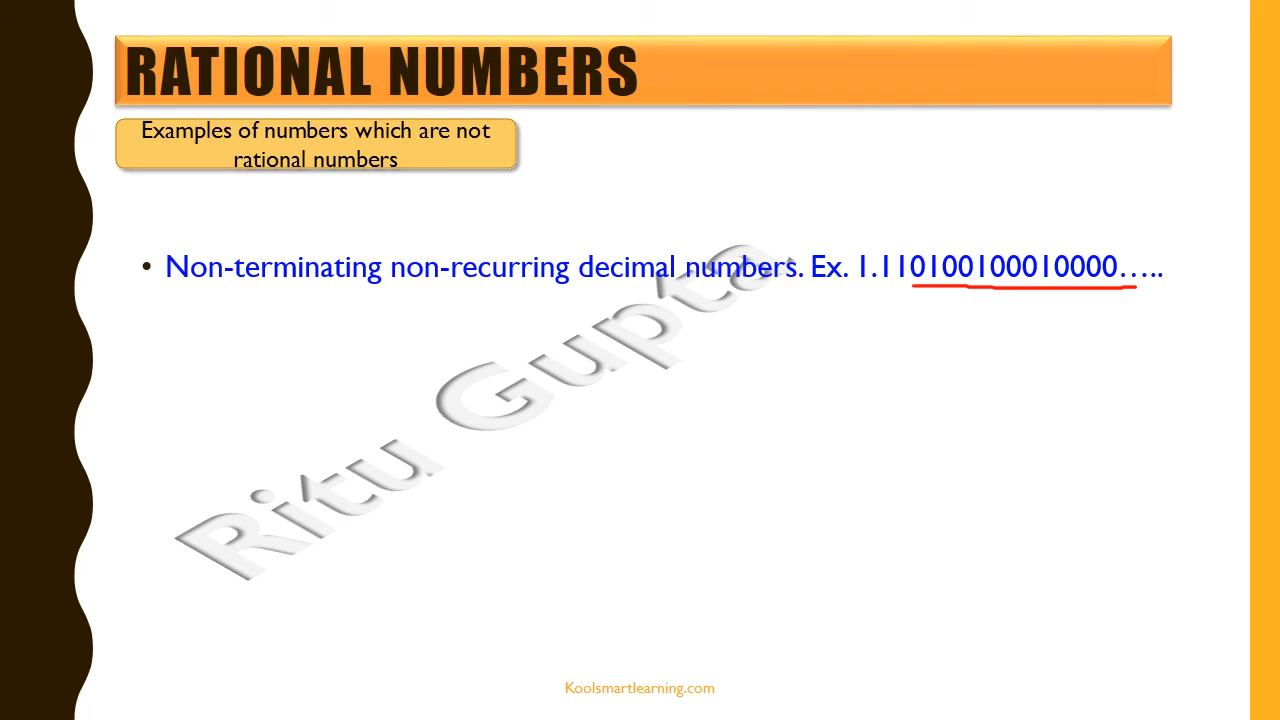 RATIONAL NUMBERS
Examples of numbers which are not
rational numbers
• Non-terminating non-recurring decimal numbers. Ex. 1.110100100010000…..
Ritu Gupta
Koolsmartlearning.com